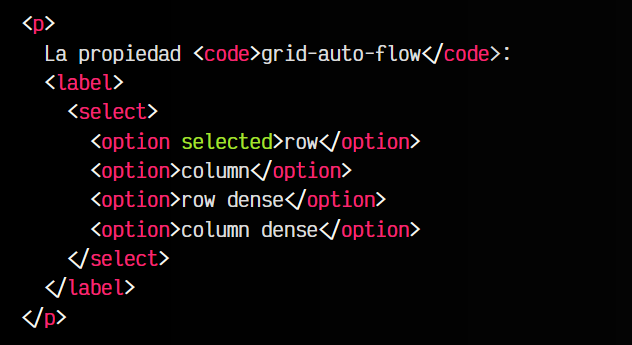 <p>
La propiedad <code>grid-auto-flow</code>:
<label>
<select>
<option selected>row</option>
<option>column</option>
<option>row dense</option>
<option>column dense</option>
</select>
</label>
</p>